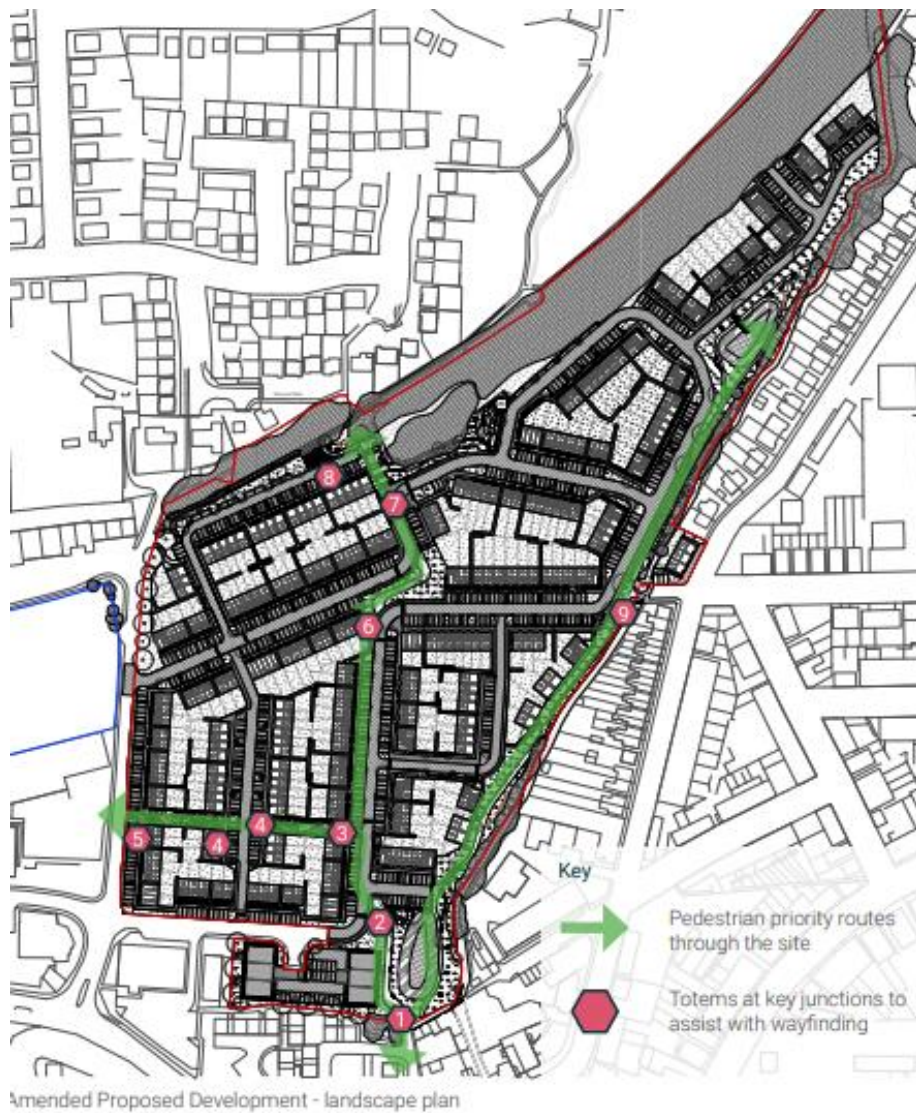 8
7
6
9
5
4
4
3
2
1
Key
Pedestrian priority routes
through the site
Totems at key junctions to
assist with wayfinding
Amended Proposed Development - landscape plan